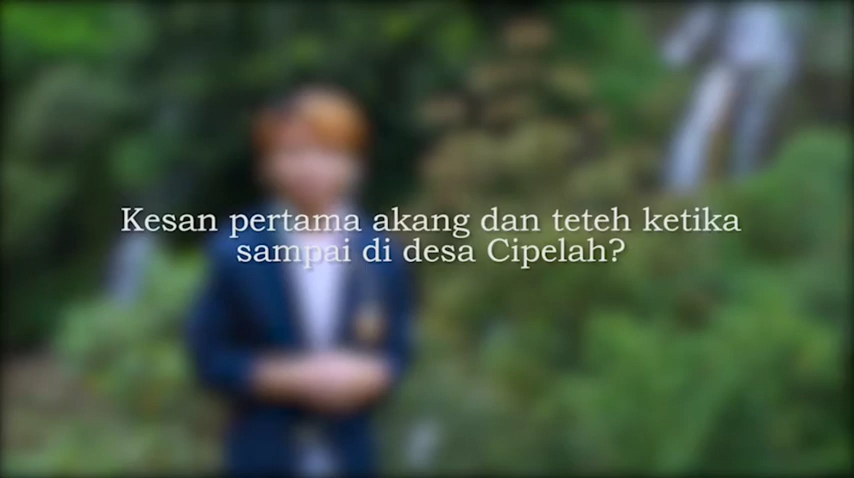 Kesan pertama akang dan teteh ketika
sampai di desa Cipelah?